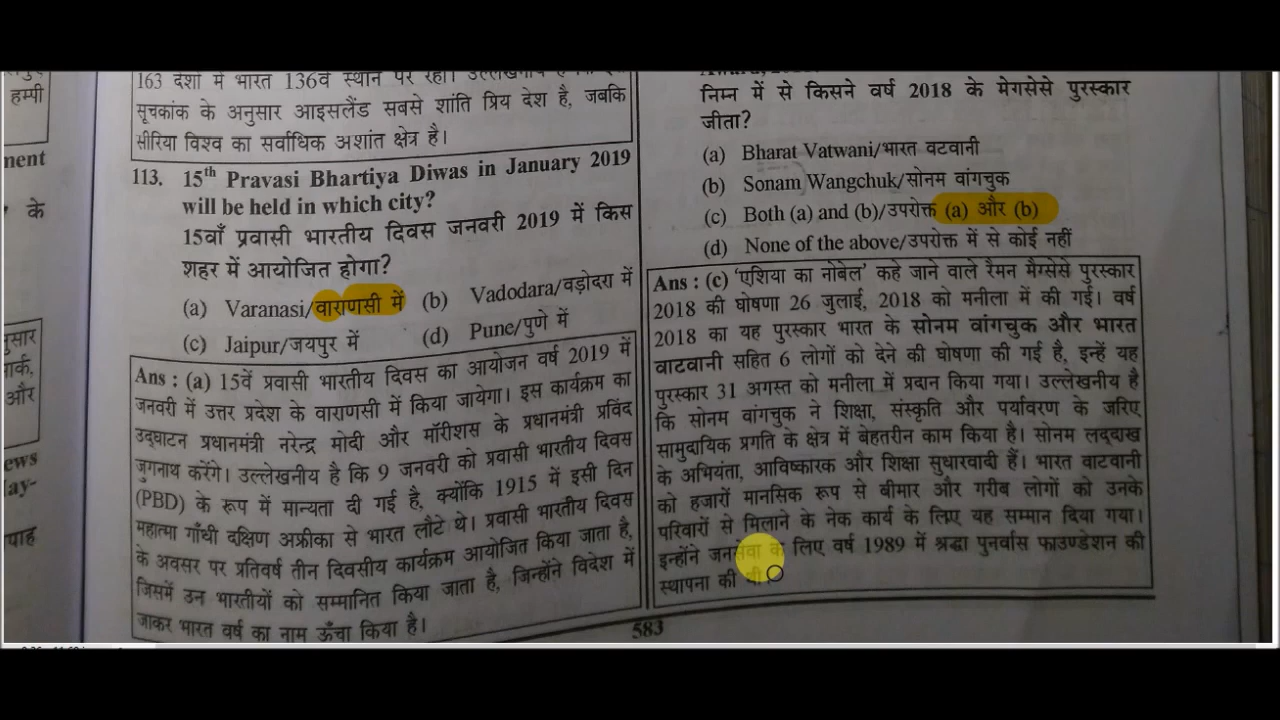 हम्पी
ment
के
और
ews
lay-
163 देशों में भारत 136वें स्थान पर रहा।
सूचकांक के अनुसार आइसलैंड सबसे शांति प्रिय देश है, जबकि
सीरिया विश्व का सर्वाधिक अशांत क्षेत्र है।
113. 15th Pravasi Bhartiya Diwas in January 2019
will be held in which city?
15वाँ प्रवासी भारतीय दिवस जनवरी 2019 में किस
शहर में आयोजित होगा?
(a) Varanasi/वाराणसी में (b) Vadodara/वड़ोदरा में
(c) Jaipur/जयपुर में (d) Pune/पुणे में
Ans : (a) 15वें प्रवासी भारतीय दिवस का आयोजन वर्ष 2019 में
जनवरी में उत्तर प्रदेश के वाराणसी में किया जायेगा। इस कार्यक्रम का
उद्घाटन प्रधानमंत्री नरेन्द्र मोदी और मॉरीशस के प्रधानमंत्री प्रविंद
जुगनाथ करेंगे। उल्लेखनीय है कि 9 जनवरी को प्रवासी भारतीय दिवस
(PBD) के रूप में मान्यता दी गई है, क्योंकि 1915 में इसी दिन
महात्मा गाँधी दक्षिण अफ्रीका से भारत लौटे थे। प्रवासी भारतीय दिवस
के अवसर पर प्रतिवर्ष तीन दिवसीय कार्यक्रम आयोजित किया जाता है,
जिसमें उन भारतीयों को सम्मानित किया जाता है, जिन्होंने विदेश में
जाकर भारत वर्ष का नाम ऊँचा किया है।
निम्न में से किसने वर्ष 2018 के मेगसेसे पुरस्कार
जीता?
(a) Bharat Vatwani/भारत वटवानी
(b) Sonam Wangchuk/सोनम वांगचुक
(c) Both (a) and (b)/उपरोक्त (a) और (b)
(d) None of the above/उपरोक्त में से कोई नहीं
Ans : (c) 'एशिया का नोबेल' कहे जाने वाले रैमन मैग्सेसे पुरस्कार
2018 की घोषणा 26 जुलाई, 2018 को मनीला में की गई। वर्ष
2018 का यह पुरस्कार भारत के सोनम वांगचुक और भारत
वाटवानी सहित 6 लोगों को देने की घोषणा की गई है, इन्हें यह
पुरस्कार 31 अगस्त को मनीला में प्रदान किया गया। उल्लेखनीय है
कि सोनम वांगचुक ने शिक्षा, संस्कृति और पर्यावरण के जरिए
सामुदायिक प्रगति के क्षेत्र में बेहतरीन काम किया है। सोनम लद्दाख
के अभियंता, आविष्कारक और शिक्षा सुधारवादी हैं। भारत वाटवानी
को हजारों मानसिक रूप से बीमार और गरीब लोगों को उनके
परिवारों से मिलाने के नेक कार्य के लिए यह सम्मान दिया गया।
इन्होंने जनसेवा के लिए वर्ष 1989 में श्रद्धा पुनर्वास फाउण्डेशन की
स्थापना की थी।
583